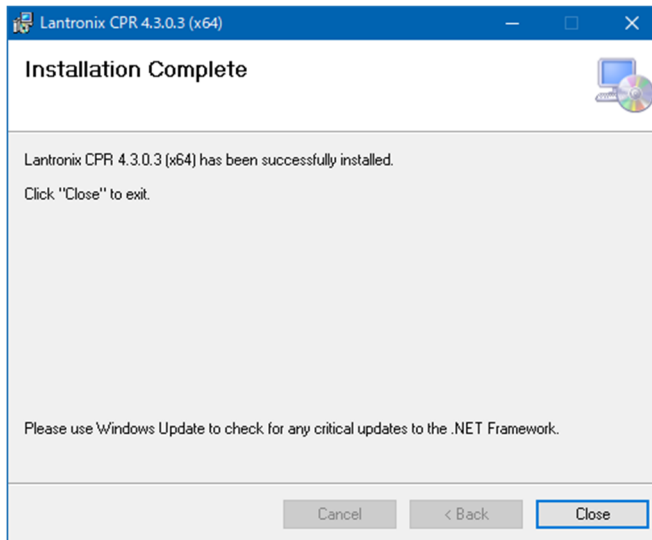 Lantronix CPR 4.3.0.3 (x64)
Installation Complete
Lantronix CPR 4.3.0.3 (x64) has been successfully installed.
Click "Close" to exit.
Please use Windows Update to check for any critical updates to the .NET Framework.
Cancel
< Back
Close